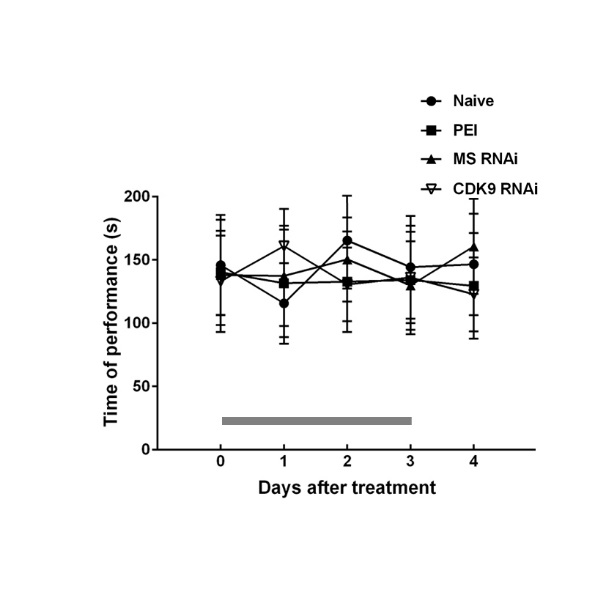 Naive
PEI
MS RNAi
CDK9 RNAi
200
150
100
50
0
Time of performance (s)
0 1 2 3 4
Days after treatment